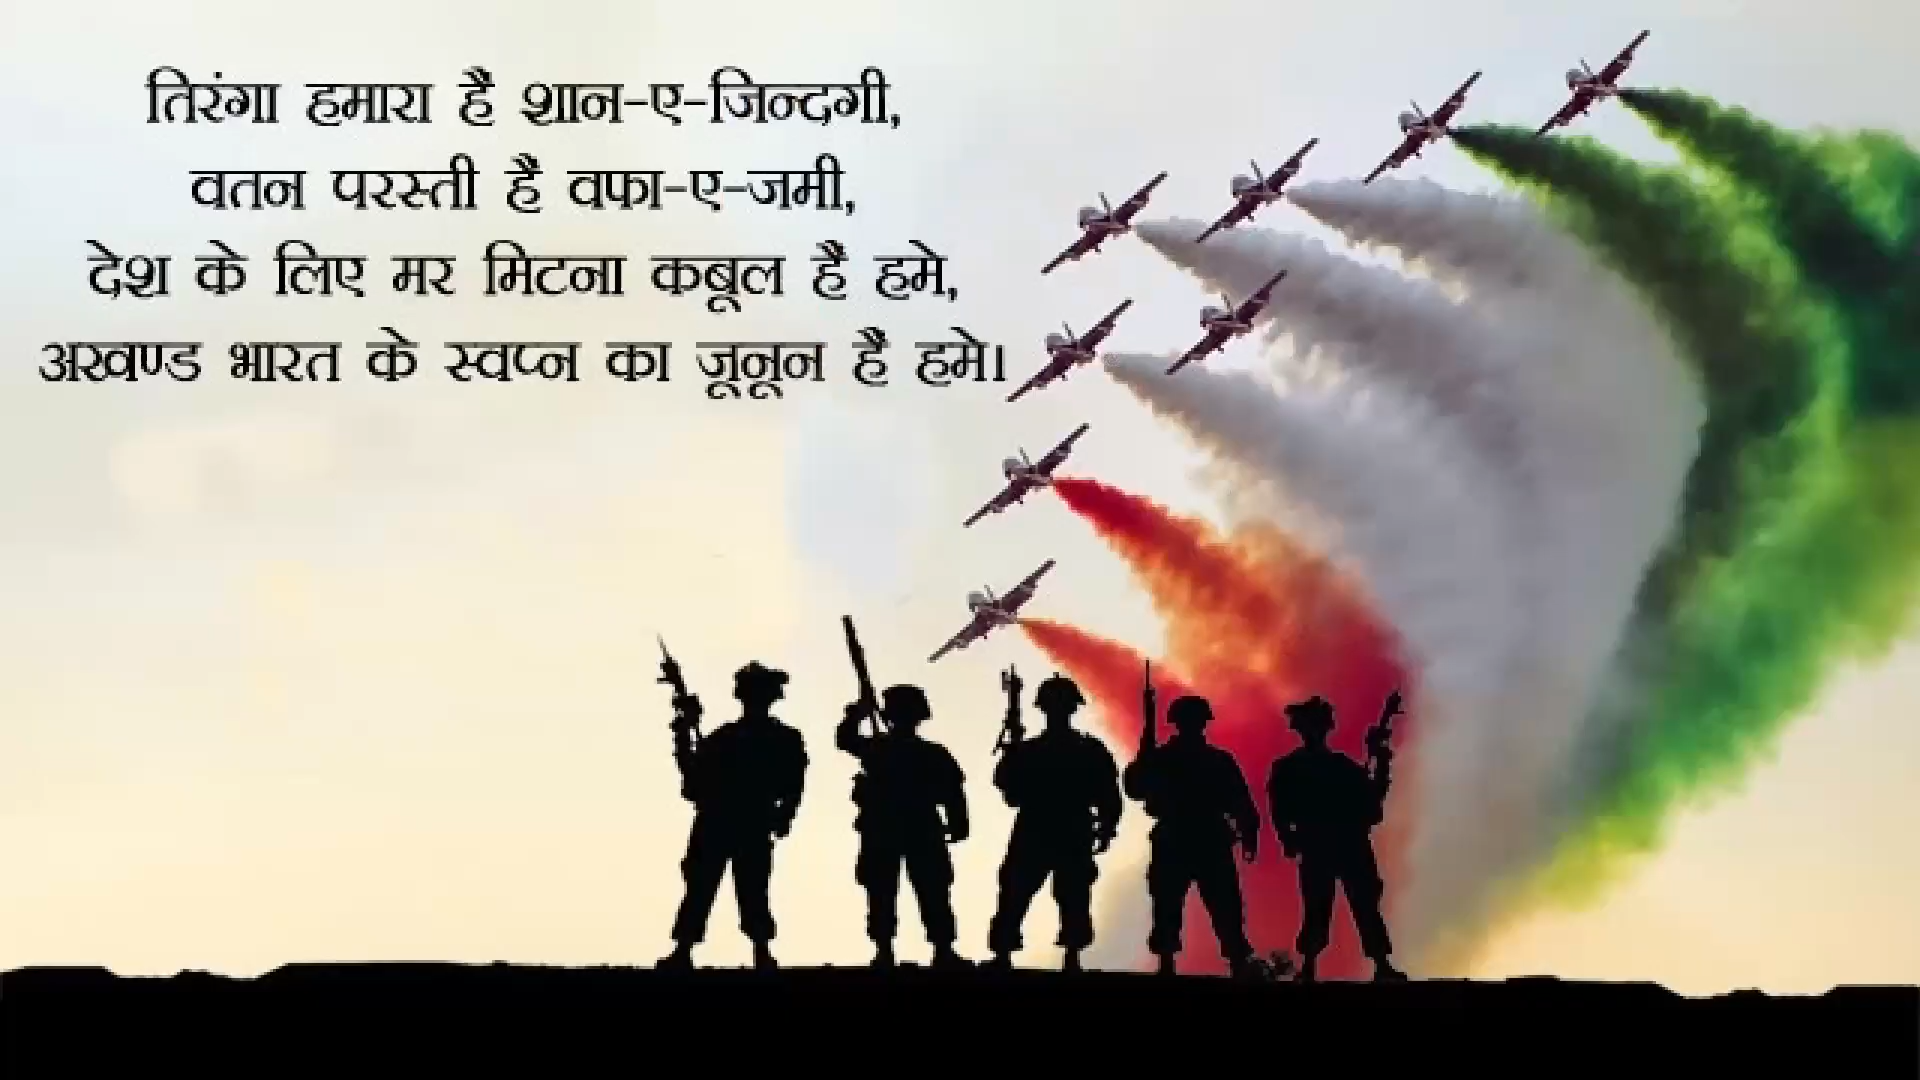 तिरंगा हमारा हैं शान-ए-जिन्दगी,
वतन परस्ती हैं वफा-ए-जमी,
देश के लिए मर मिटना कबूल हैं हमे,
अखण्ड भारत के स्वप्न का जूनून हैं हमे।